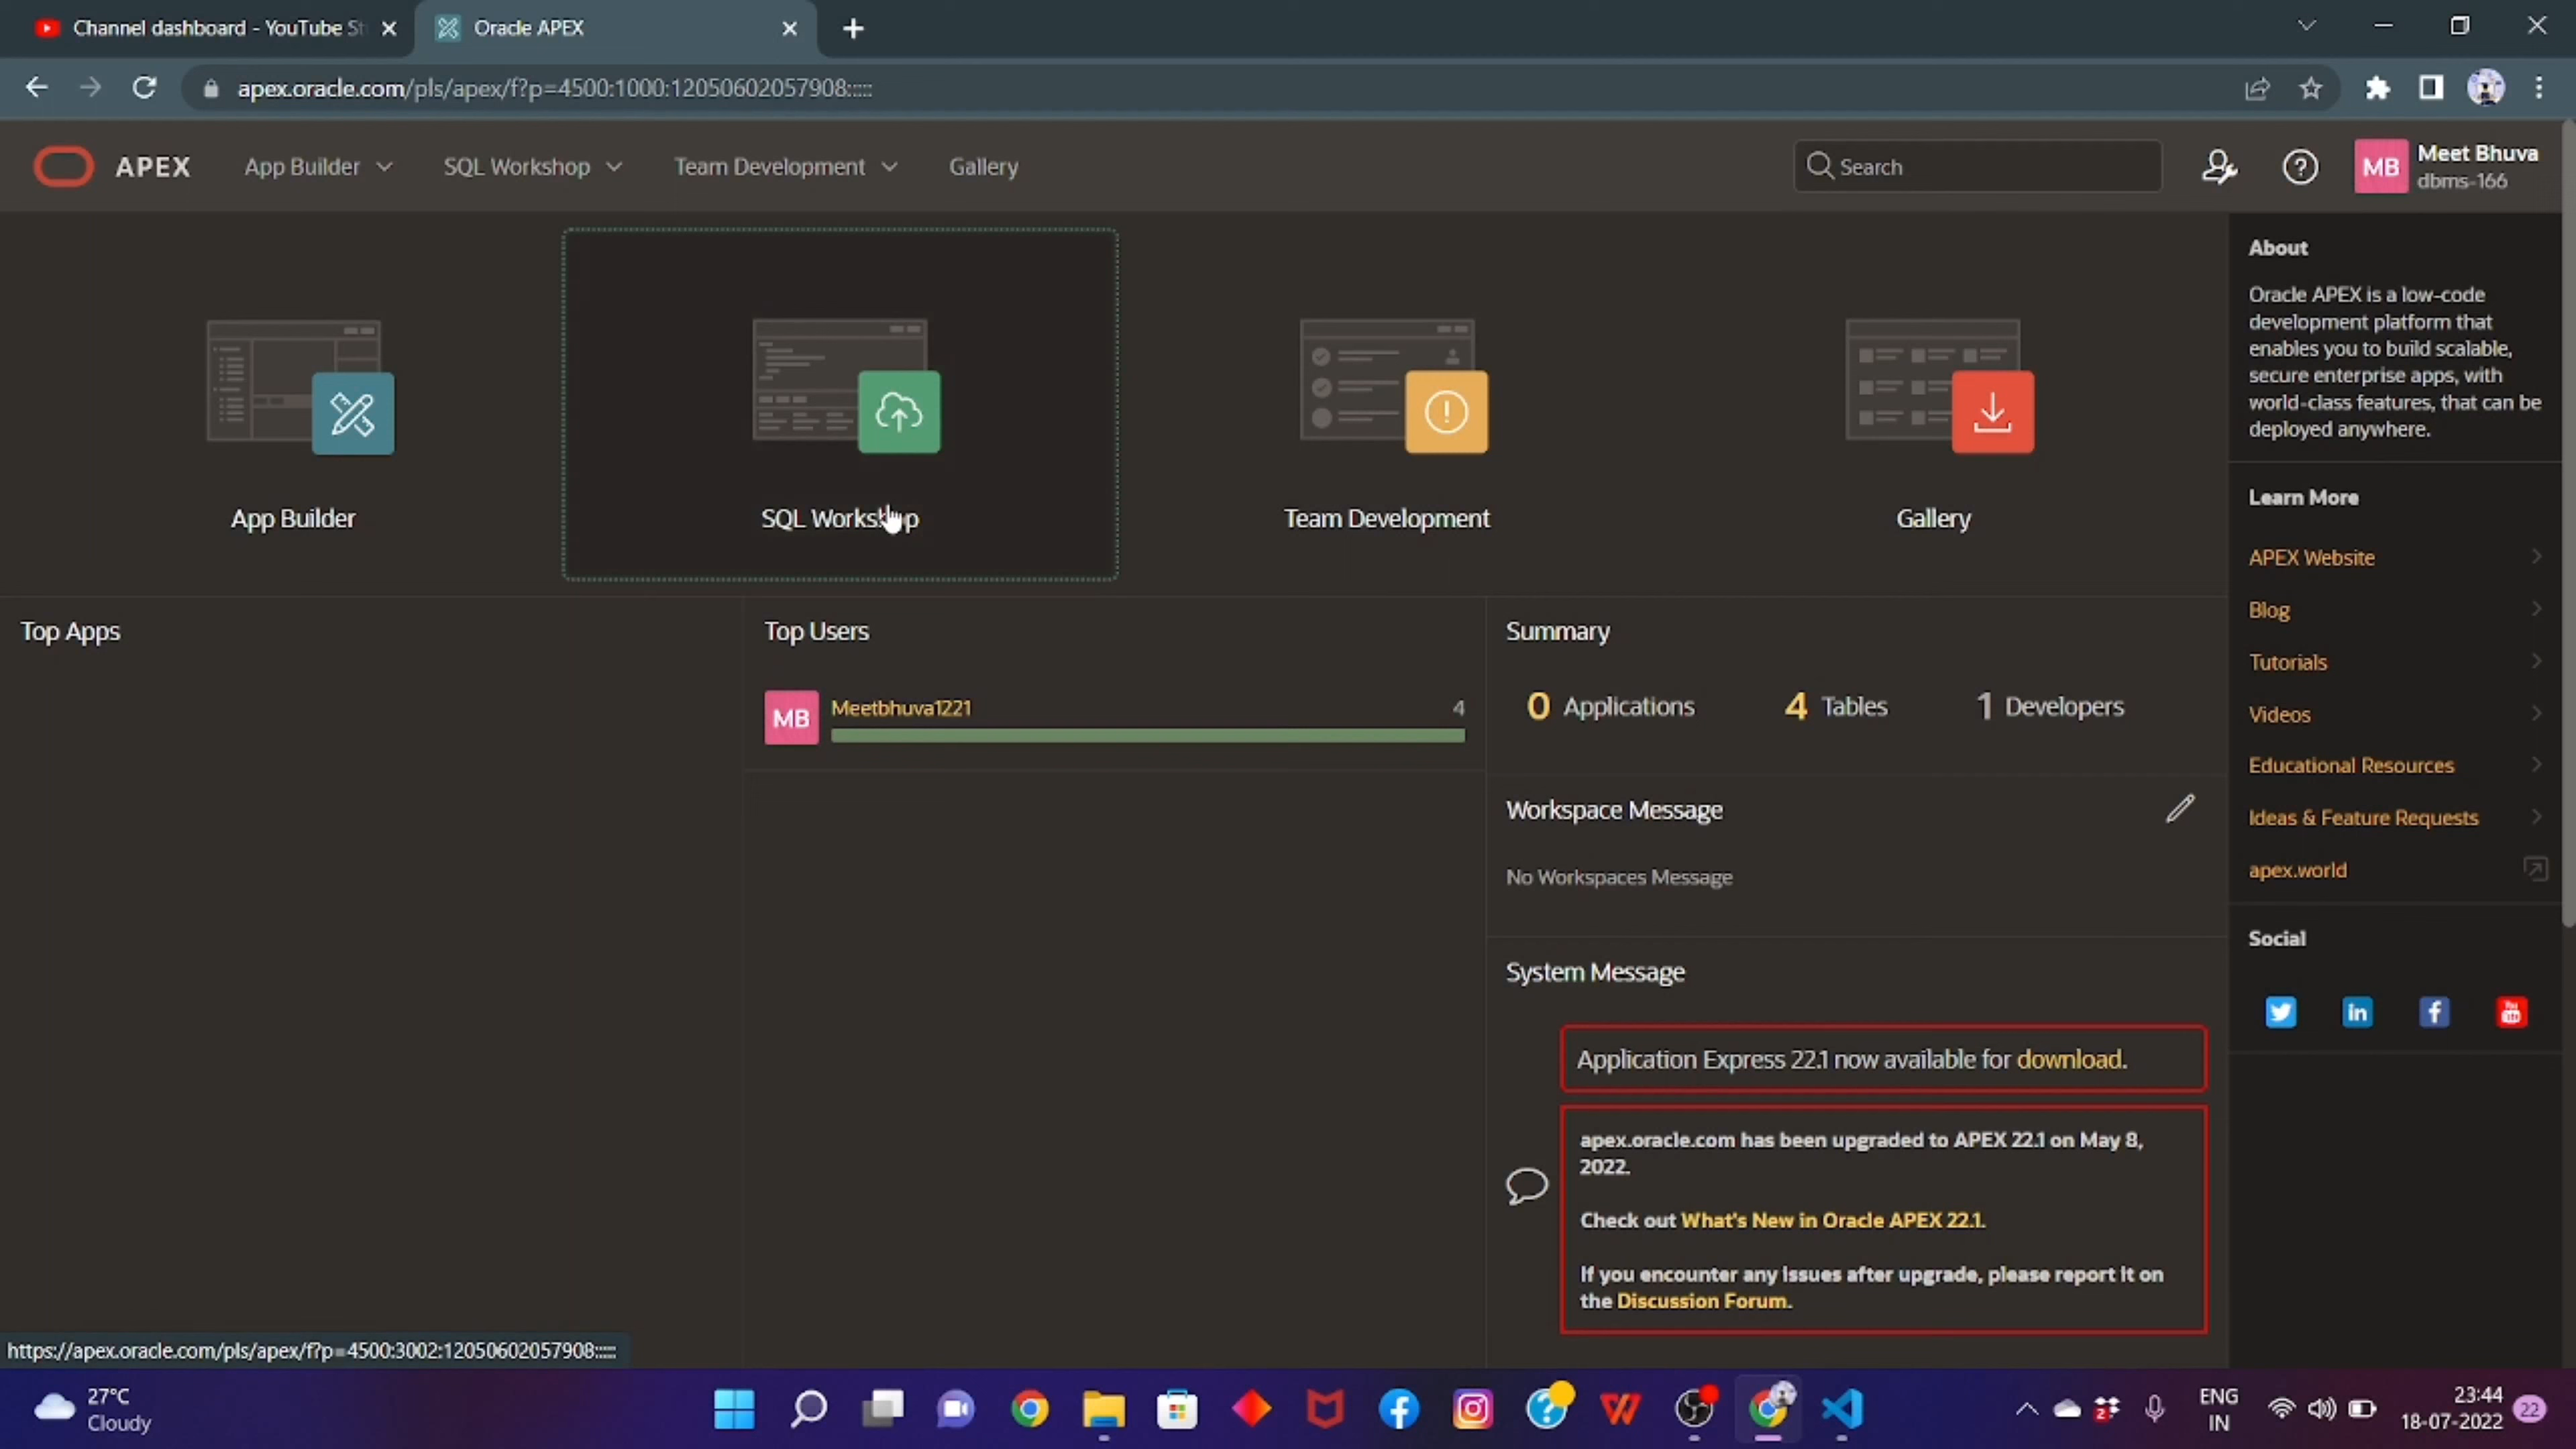 Channel dashboard - YouTube St
Oracle APEX
apex.oracle.com/pls/apex/f?p=4500:1000:12050602057908:::::
APEX
App Builder
SQL Workshop
Team Development
Gallery
Search
Meet Bhuva
dbms-166
MB
App Builder
SQL Workshop
Team Development
Gallery
About
Oracle APEX is a low-code
development platform that
enables you to build scalable,
secure enterprise apps, with
world-class features, that can be
deployed anywhere.
Learn More
APEX Website
Blog
Tutorials
Videos
Educational Resources
Ideas & Feature Requests
apex.world
Social
Top Apps
Top Users
MB
Meetbhuva1221
4
Summary
0 Applications
4 Tables
1 Developers
Workspace Message
No Workspaces Message
System Message
Application Express 22.1 now available for download.
apex.oracle.com has been upgraded to APEX 22.1 on May 8,
2022.
Check out What's New in Oracle APEX 22.1.
If you encounter any issues after upgrade, please report it on
the Discussion Forum.
https://apex.oracle.com/pls/apex/f?p=4500:3002:12050602057908:::::
27°C
Cloudy
ENG
IN
23:44
18-07-2022
22